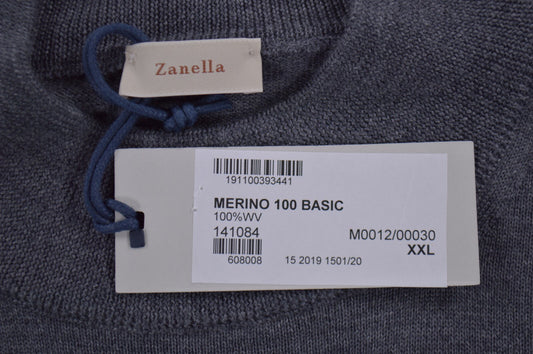 Zanella
191100393441
MERINO 100 BASIC
100%WV
141084 M0012/00030
XXL
608008 15 2019 1501/20